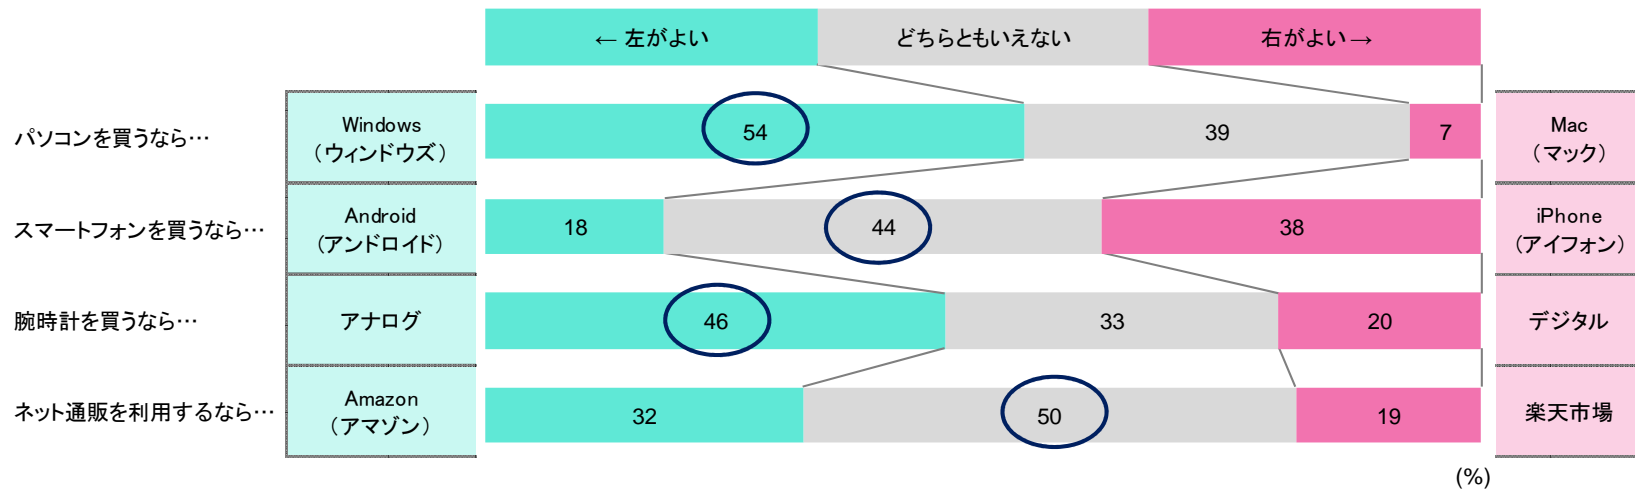 ← 左がよい どちらともいえない 右がよい →
パソコンを買うなら…
Windows
（ウィンドウズ）
54 39 7
Mac
（マック）
スマートフォンを買うなら…
Android
（アンドロイド）
18 44 38
iPhone
（アイフォン）
腕時計を買うなら…
アナログ
46 33 20
デジタル
ネット通販を利用するなら…
Amazon
（アマゾン）
32 50 19
楽天市場
(%)